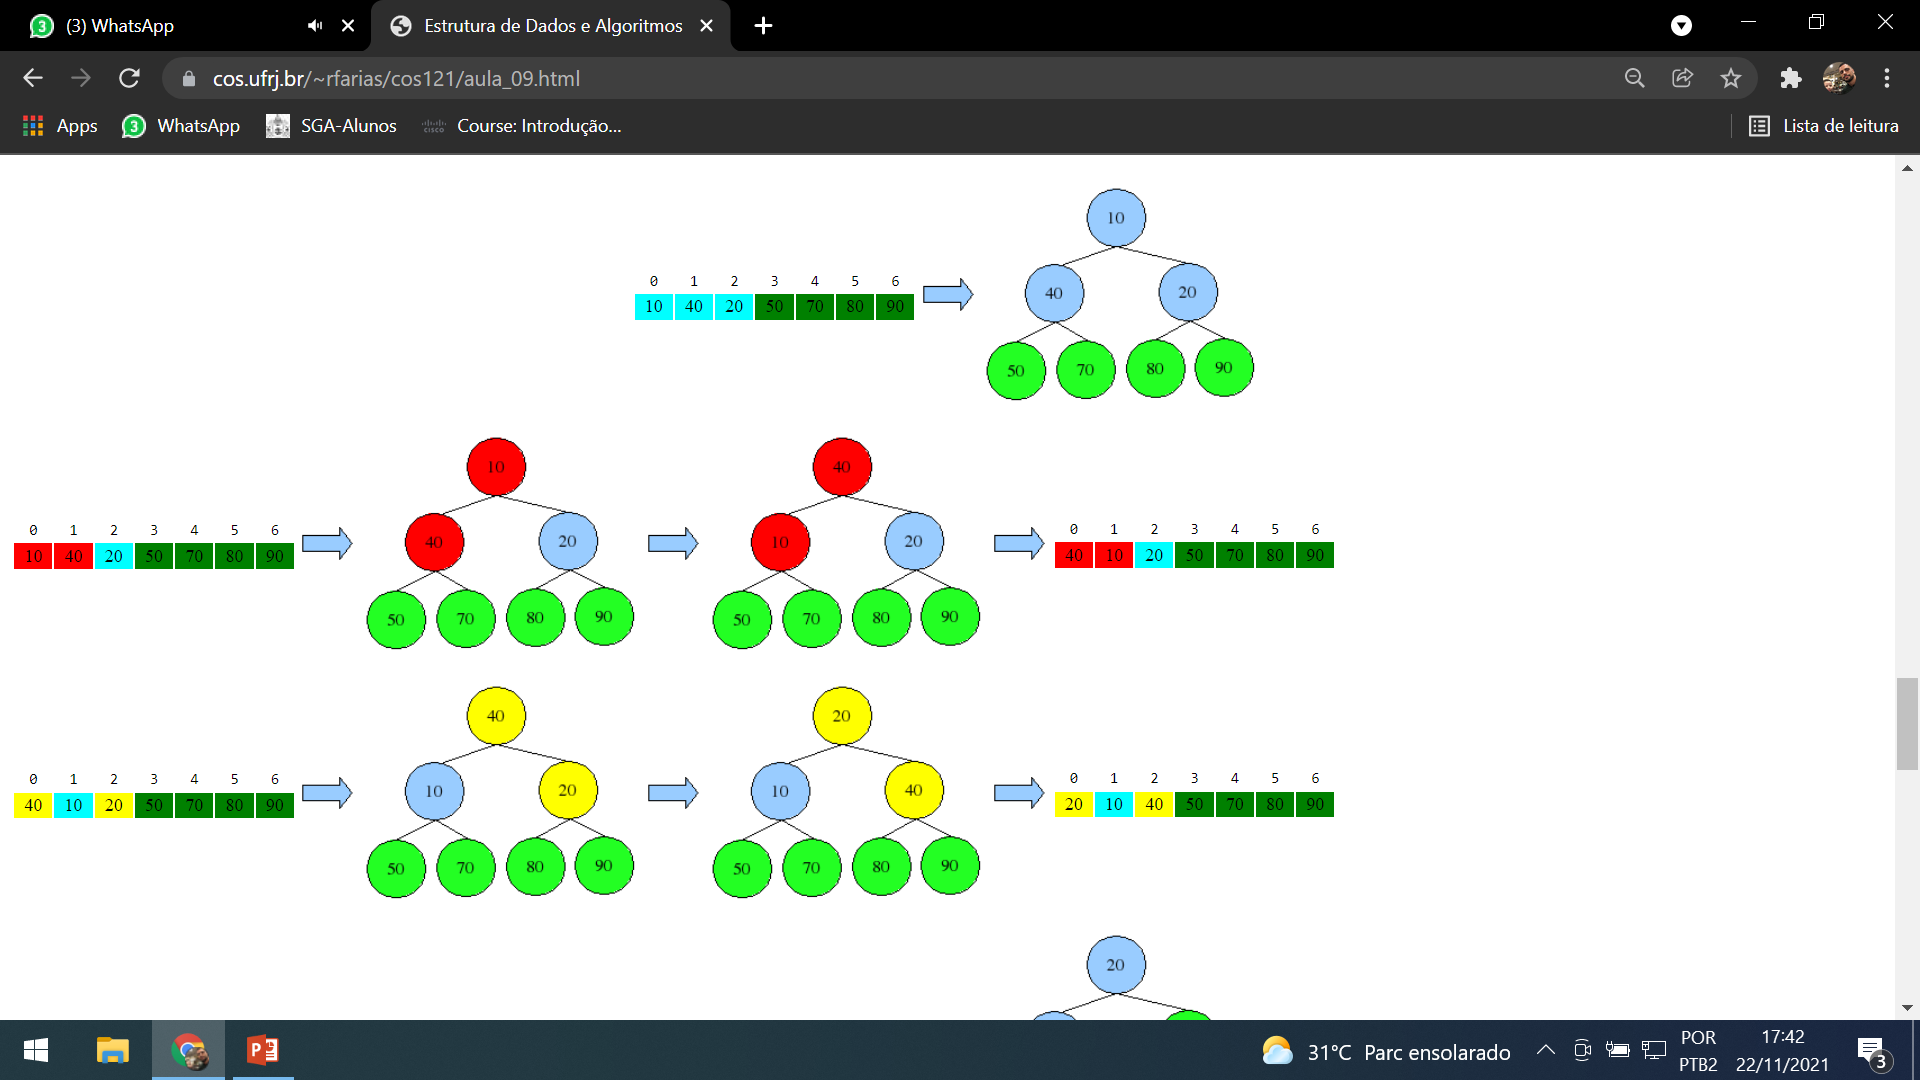 (3) WhatsApp
Estrutura de Dados e Algoritmos
cos.ufrj.br/~rfarias/cos121/aula_09.html
Apps
3 WhatsApp
SGA-Alunos
cisco Course: Introdução...
Lista de leitura
10
0 1 2 3 4 5 6
10 40 20 50 70 80 90
40 20
50 70 80 90
10
40
0 1 2 3 4 5 6
10 40 20 50 70 80 90
40 20
50 70 80 90
10 20
50 70 80 90
0 1 2 3 4 5 6
40 10 20 50 70 80 90
40
20
0 1 2 3 4 5 6
40 10 20 50 70 80 90
10 20
50 70 80 90
10 40
50 70 80 90
0 1 2 3 4 5 6
20 10 40 50 70 80 90
20
P
31°C Parc ensolarado
POR
PTB2
17:42
22/11/2021
3